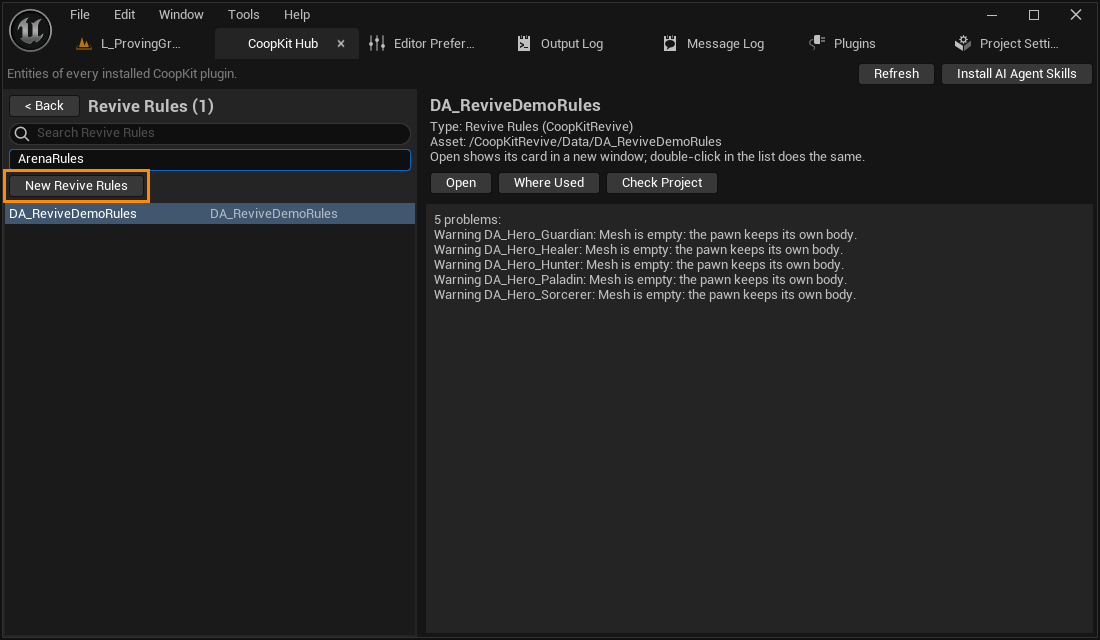 File Edit Window Tools Help
L_ProvingGr... CoopKit Hub Editor Prefer... Output Log Message Log Plugins Project Setti...
Entities of every installed CoopKit plugin. Refresh Install AI Agent Skills
< Back Revive Rules (1)
Search Revive Rules
ArenaRules
New Revive Rules
DA_ReviveDemoRules DA_ReviveDemoRules
DA_ReviveDemoRules
Type: Revive Rules (CoopKitRevive)
Asset: /CoopKitRevive/Data/DA_ReviveDemoRules
Open shows its card in a new window; double-click in the list does the same.
Open Where Used Check Project
5 problems:
Warning DA_Hero_Guardian: Mesh is empty: the pawn keeps its own body.
Warning DA_Hero_Healer: Mesh is empty: the pawn keeps its own body.
Warning DA_Hero_Hunter: Mesh is empty: the pawn keeps its own body.
Warning DA_Hero_Paladin: Mesh is empty: the pawn keeps its own body.
Warning DA_Hero_Sorcerer: Mesh is empty: the pawn keeps its own body.